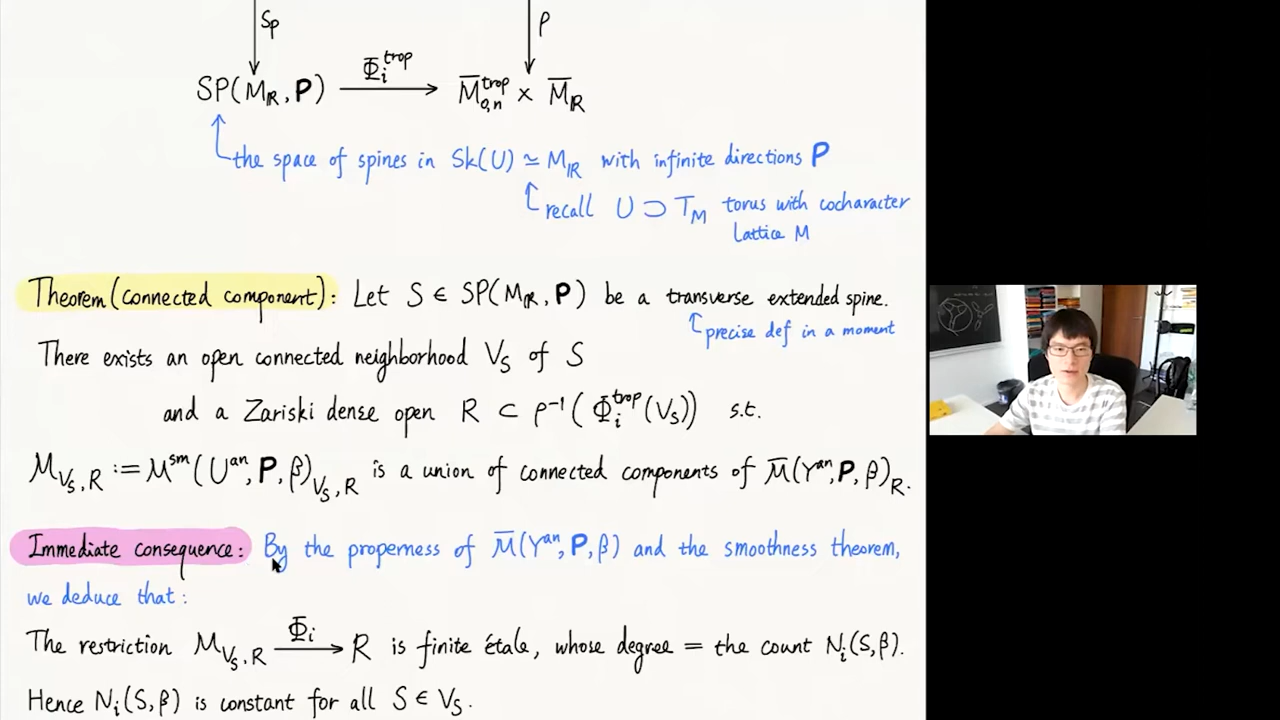 Sp ρ
SP(M_ℝ, P) Φ_i^trop M̄_{0,n}^trop × M̄_ℝ
the space of spines in Sk(U) ≃ M_ℝ with infinite directions P
recall U ⊃ T_M torus with cocharacter
lattice M
Theorem (connected component): Let S ∈ SP(M_ℝ, P) be a transverse extended spine.
precise def in a moment
There exists an open connected neighborhood V_S of S
and a Zariski dense open R ⊂ ρ^{-1}(Φ_i^trop(V_S)) s.t.
M_{V_S,R} := M^sm(U^an, P, β)_{V_S,R} is a union of connected components of M̄(Y^an, P, β)_R.
Immediate consequence: By the properness of M̄(Y^an, P, β) and the smoothness theorem,
we deduce that:
The restriction M_{V_S,R} —Φ_i→ R is finite étale, whose degree = the count N_i(S,β).
Hence N_i(S,β) is constant for all S ∈ V_S.